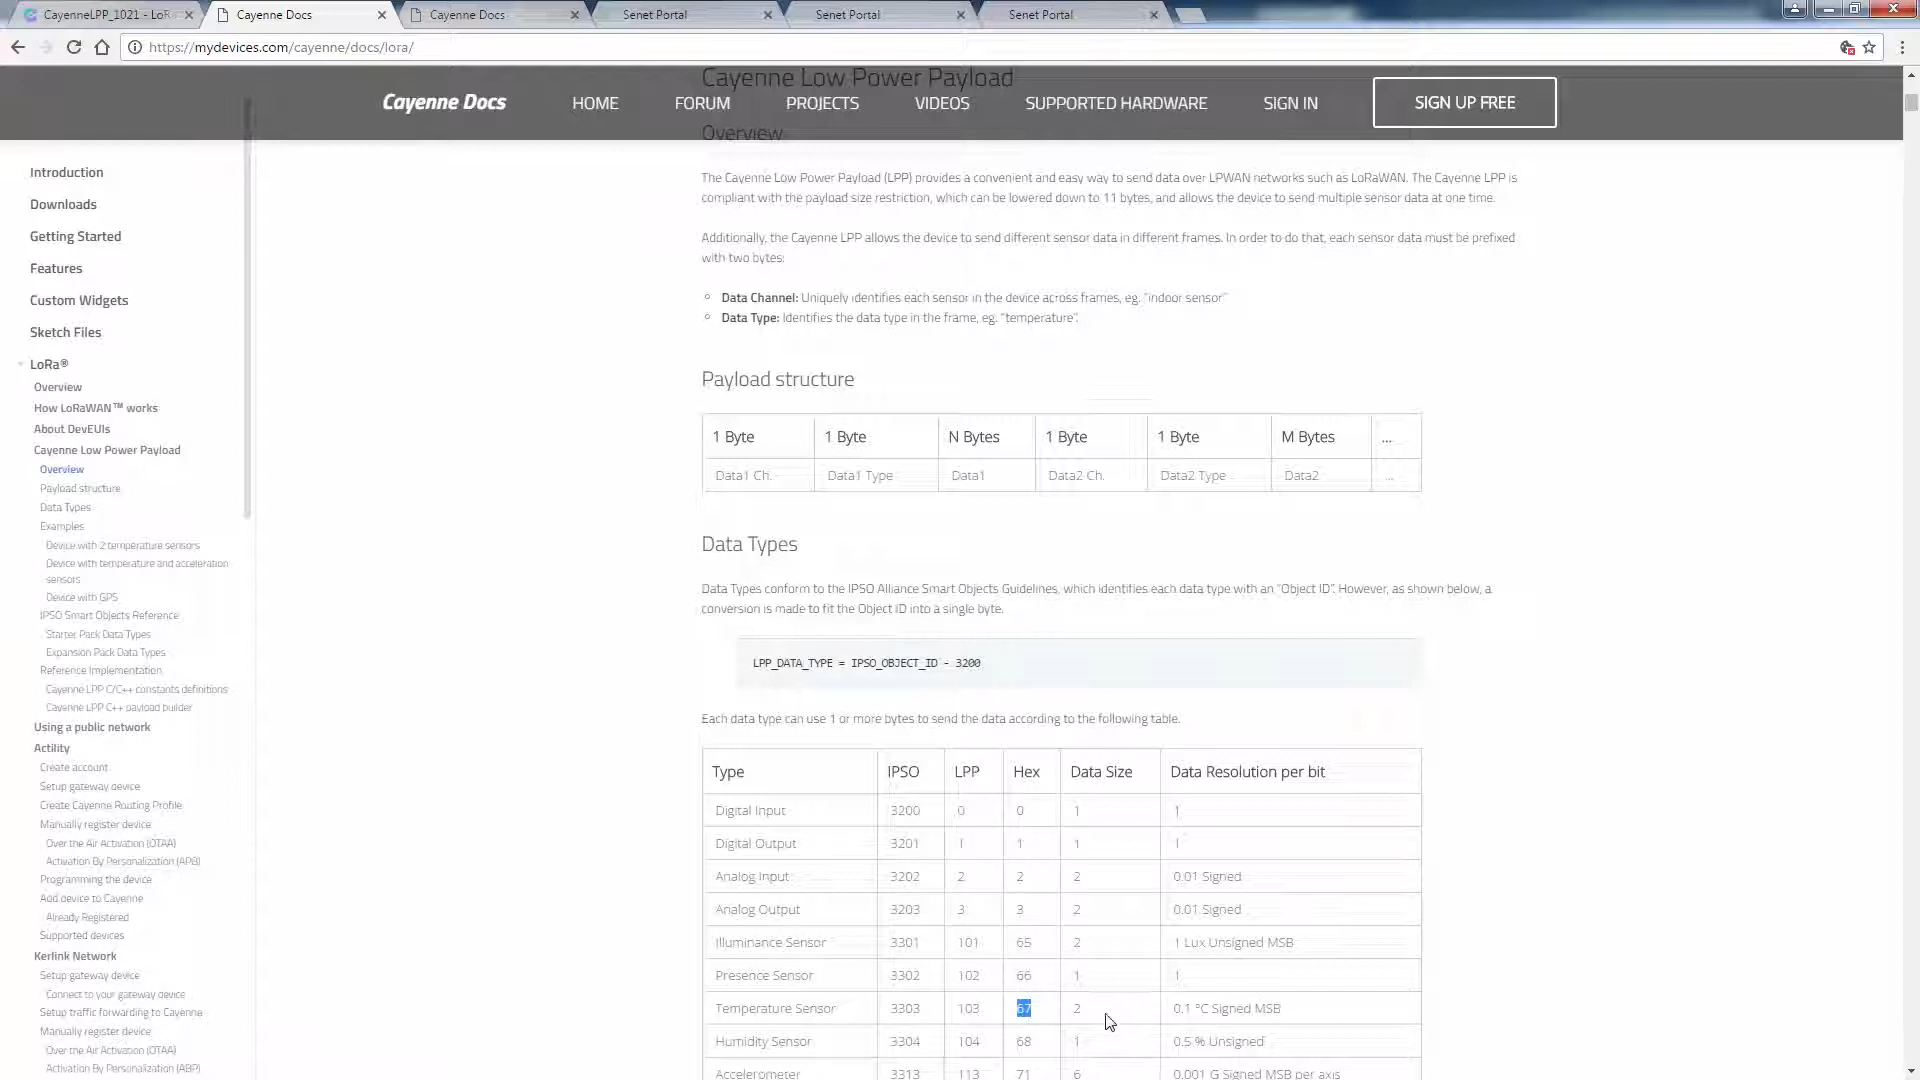 CayenneLPP_1021 - LoR
Cayenne Docs
Cayenne Docs
Senet Portal
Senet Portal
Senet Portal
https://mydevices.com/cayenne/docs/lora/
Cayenne Low Power Payload
Cayenne Docs
HOME
FORUM
PROJECTS
VIDEOS
SUPPORTED HARDWARE
SIGN IN
SIGN UP FREE
Overview
Introduction
Downloads
Getting Started
Features
Custom Widgets
Sketch Files
LoRa®
Overview
How LoRaWAN™ works
About DevEUIs
Cayenne Low Power Payload
Overview
Payload structure
Data Types
Examples
Device with 2 temperature sensors
Device with temperature and acceleration
sensors
Device with GPS
IPSO Smart Objects Reference
Starter Pack Data Types
Expansion Pack Data Types
Reference Implementation
Cayenne LPP C/C++ constants definitions
Cayenne LPP C++ payload builder
Using a public network
Actility
Create account
Setup gateway device
Create Cayenne Routing Profile
Manually register device
Over the Air Activation (OTAA)
Activation By Personalization (APB)
Programming the device
Add device to Cayenne
Already Registered
Supported devices
Kerlink Network
Setup gateway device
Connect to your gateway device
Setup traffic forwarding to Cayenne
Manually register device
Over the Air Activation (OTAA)
Activation By Personalization (ABP)
The Cayenne Low Power Payload (LPP) provides a convenient and easy way to send data over LPWAN networks such as LoRaWAN. The Cayenne LPP is
compliant with the payload size restriction, which can be lowered down to 11 bytes, and allows the device to send multiple sensor data at one time.
Additionally, the Cayenne LPP allows the device to send different sensor data in different frames. In order to do that, each sensor data must be prefixed
with two bytes:
Data Channel: Uniquely identifies each sensor in the device across frames, eg. “indoor sensor”
Data Type: Identifies the data type in the frame, eg. “temperature”.
Payload structure
1 Byte 1 Byte N Bytes 1 Byte 1 Byte M Bytes ...
Data1 Ch. Data1 Type Data1 Data2 Ch. Data2 Type Data2 ...
Data Types
Data Types conform to the IPSO Alliance Smart Objects Guidelines, which identifies each data type with an “Object ID”. However, as shown below, a
conversion is made to fit the Object ID into a single byte.
LPP_DATA_TYPE = IPSO_OBJECT_ID - 3200
Each data type can use 1 or more bytes to send the data according to the following table.
Type IPSO LPP Hex Data Size Data Resolution per bit
Digital Input 3200 0 0 1 1
Digital Output 3201 1 1 1 1
Analog Input 3202 2 2 2 0.01 Signed
Analog Output 3203 3 3 2 0.01 Signed
Illuminance Sensor 3301 101 65 2 1 Lux Unsigned MSB
Presence Sensor 3302 102 66 1 1
Temperature Sensor 3303 103 67 2 0.1 °C Signed MSB
Humidity Sensor 3304 104 68 1 0.5 % Unsigned
Accelerometer 3313 113 71 6 0.001 G Signed MSB per axis